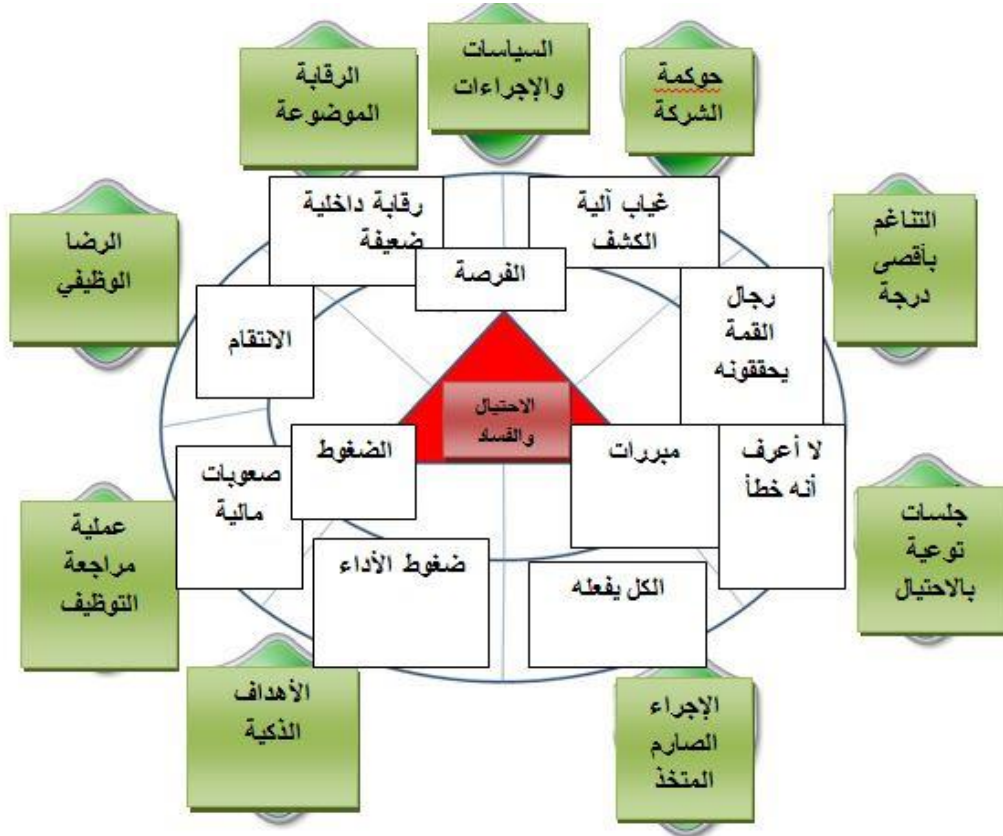 السياسات
والإجراءات
حوكمة
الشركة
الرقابة
الموضوعة
غياب آلية
الكشف
رقابة داخلية
ضعيفة
التناغم
بأقصى
درجة
الرضا
الوظيفي
الفرصة
رجال
القمة
يحققونه
الانتقام
الاحتيال
والفساد
لا أعرف
أنه خطأ
مبررات
الضغوط
صعوبات
مالية
جلسات
توعية
بالاحتيال
عملية
مراجعة
التوظيف
ضغوط الأداء
الكل يفعله
الأهداف
الذكية
الإجراء
الصارم
المتخذ